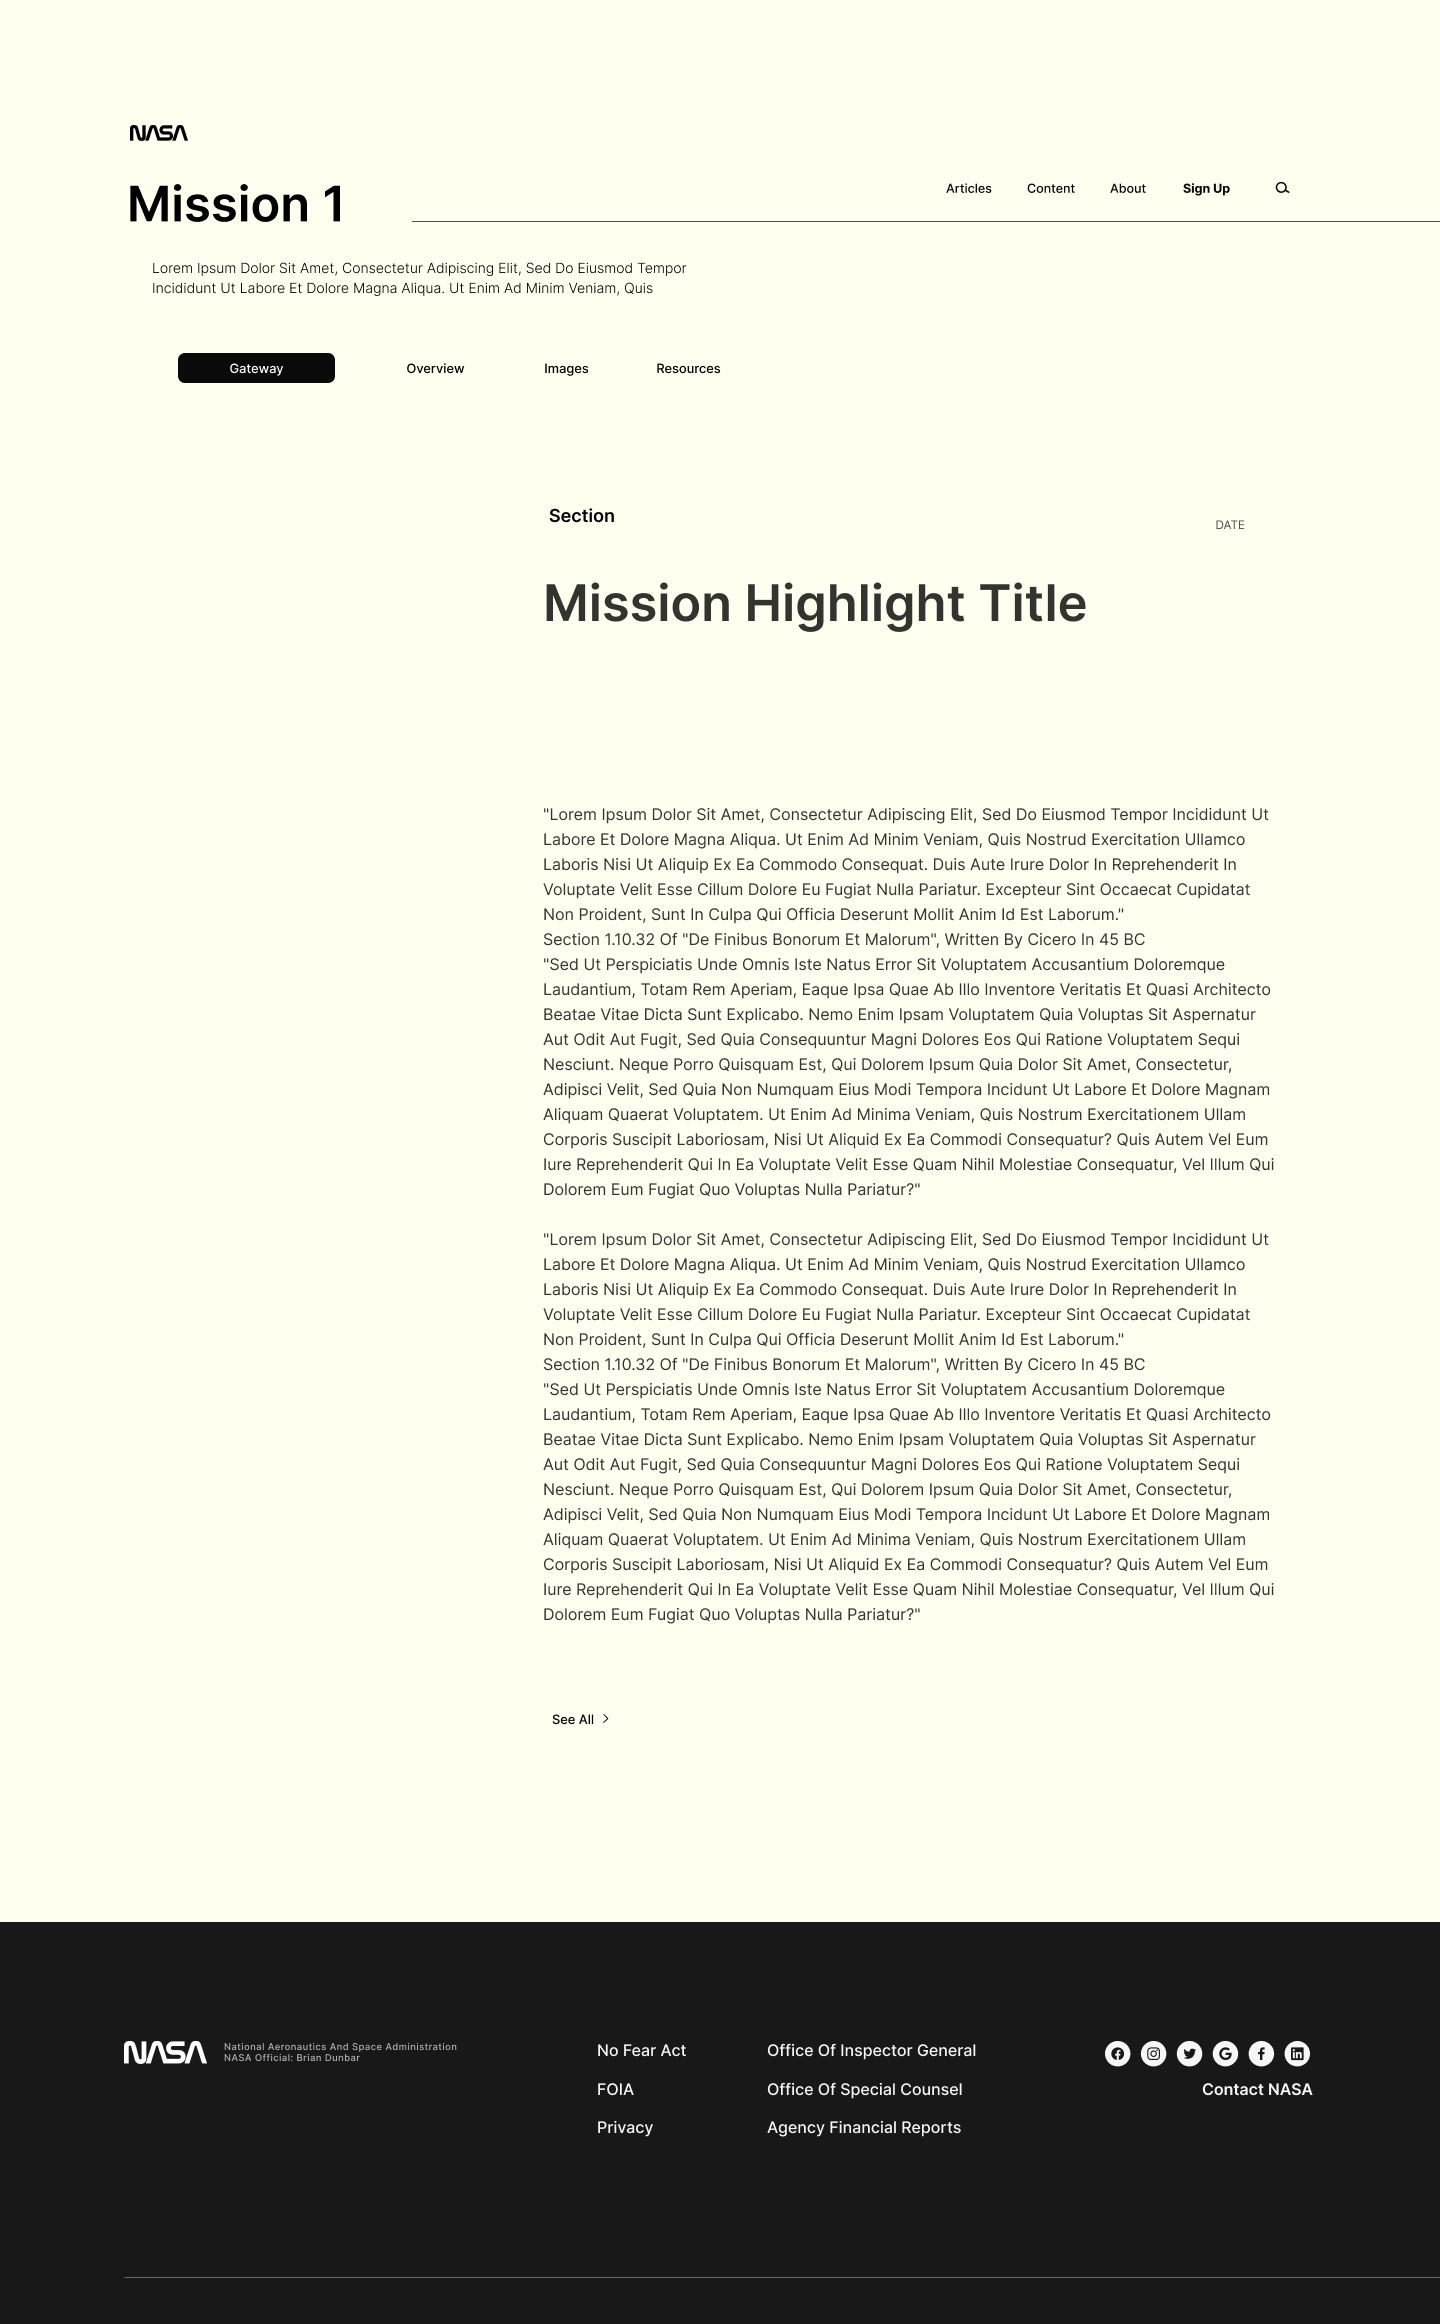 NASA
Mission 1
Articles Content About Sign Up
Lorem Ipsum Dolor Sit Amet, Consectetur Adipiscing Elit, Sed Do Eiusmod Tempor
Incididunt Ut Labore Et Dolore Magna Aliqua. Ut Enim Ad Minim Veniam, Quis
Gateway Overview Images Resources
Section
DATE
Mission Highlight Title
"Lorem Ipsum Dolor Sit Amet, Consectetur Adipiscing Elit, Sed Do Eiusmod Tempor Incididunt Ut
Labore Et Dolore Magna Aliqua. Ut Enim Ad Minim Veniam, Quis Nostrud Exercitation Ullamco
Laboris Nisi Ut Aliquip Ex Ea Commodo Consequat. Duis Aute Irure Dolor In Reprehenderit In
Voluptate Velit Esse Cillum Dolore Eu Fugiat Nulla Pariatur. Excepteur Sint Occaecat Cupidatat
Non Proident, Sunt In Culpa Qui Officia Deserunt Mollit Anim Id Est Laborum."
Section 1.10.32 Of "De Finibus Bonorum Et Malorum", Written By Cicero In 45 BC
"Sed Ut Perspiciatis Unde Omnis Iste Natus Error Sit Voluptatem Accusantium Doloremque
Laudantium, Totam Rem Aperiam, Eaque Ipsa Quae Ab Illo Inventore Veritatis Et Quasi Architecto
Beatae Vitae Dicta Sunt Explicabo. Nemo Enim Ipsam Voluptatem Quia Voluptas Sit Aspernatur
Aut Odit Aut Fugit, Sed Quia Consequuntur Magni Dolores Eos Qui Ratione Voluptatem Sequi
Nesciunt. Neque Porro Quisquam Est, Qui Dolorem Ipsum Quia Dolor Sit Amet, Consectetur,
Adipisci Velit, Sed Quia Non Numquam Eius Modi Tempora Incidunt Ut Labore Et Dolore Magnam
Aliquam Quaerat Voluptatem. Ut Enim Ad Minima Veniam, Quis Nostrum Exercitationem Ullam
Corporis Suscipit Laboriosam, Nisi Ut Aliquid Ex Ea Commodi Consequatur? Quis Autem Vel Eum
Iure Reprehenderit Qui In Ea Voluptate Velit Esse Quam Nihil Molestiae Consequatur, Vel Illum Qui
Dolorem Eum Fugiat Quo Voluptas Nulla Pariatur?"
"Lorem Ipsum Dolor Sit Amet, Consectetur Adipiscing Elit, Sed Do Eiusmod Tempor Incididunt Ut
Labore Et Dolore Magna Aliqua. Ut Enim Ad Minim Veniam, Quis Nostrud Exercitation Ullamco
Laboris Nisi Ut Aliquip Ex Ea Commodo Consequat. Duis Aute Irure Dolor In Reprehenderit In
Voluptate Velit Esse Cillum Dolore Eu Fugiat Nulla Pariatur. Excepteur Sint Occaecat Cupidatat
Non Proident, Sunt In Culpa Qui Officia Deserunt Mollit Anim Id Est Laborum."
Section 1.10.32 Of "De Finibus Bonorum Et Malorum", Written By Cicero In 45 BC
"Sed Ut Perspiciatis Unde Omnis Iste Natus Error Sit Voluptatem Accusantium Doloremque
Laudantium, Totam Rem Aperiam, Eaque Ipsa Quae Ab Illo Inventore Veritatis Et Quasi Architecto
Beatae Vitae Dicta Sunt Explicabo. Nemo Enim Ipsam Voluptatem Quia Voluptas Sit Aspernatur
Aut Odit Aut Fugit, Sed Quia Consequuntur Magni Dolores Eos Qui Ratione Voluptatem Sequi
Nesciunt. Neque Porro Quisquam Est, Qui Dolorem Ipsum Quia Dolor Sit Amet, Consectetur,
Adipisci Velit, Sed Quia Non Numquam Eius Modi Tempora Incidunt Ut Labore Et Dolore Magnam
Aliquam Quaerat Voluptatem. Ut Enim Ad Minima Veniam, Quis Nostrum Exercitationem Ullam
Corporis Suscipit Laboriosam, Nisi Ut Aliquid Ex Ea Commodi Consequatur? Quis Autem Vel Eum
Iure Reprehenderit Qui In Ea Voluptate Velit Esse Quam Nihil Molestiae Consequatur, Vel Illum Qui
Dolorem Eum Fugiat Quo Voluptas Nulla Pariatur?"
See All
NASA
National Aeronautics And Space Administration
NASA Official: Brian Dunbar
No Fear Act
FOIA
Privacy
Office Of Inspector General
Office Of Special Counsel
Agency Financial Reports
Contact NASA